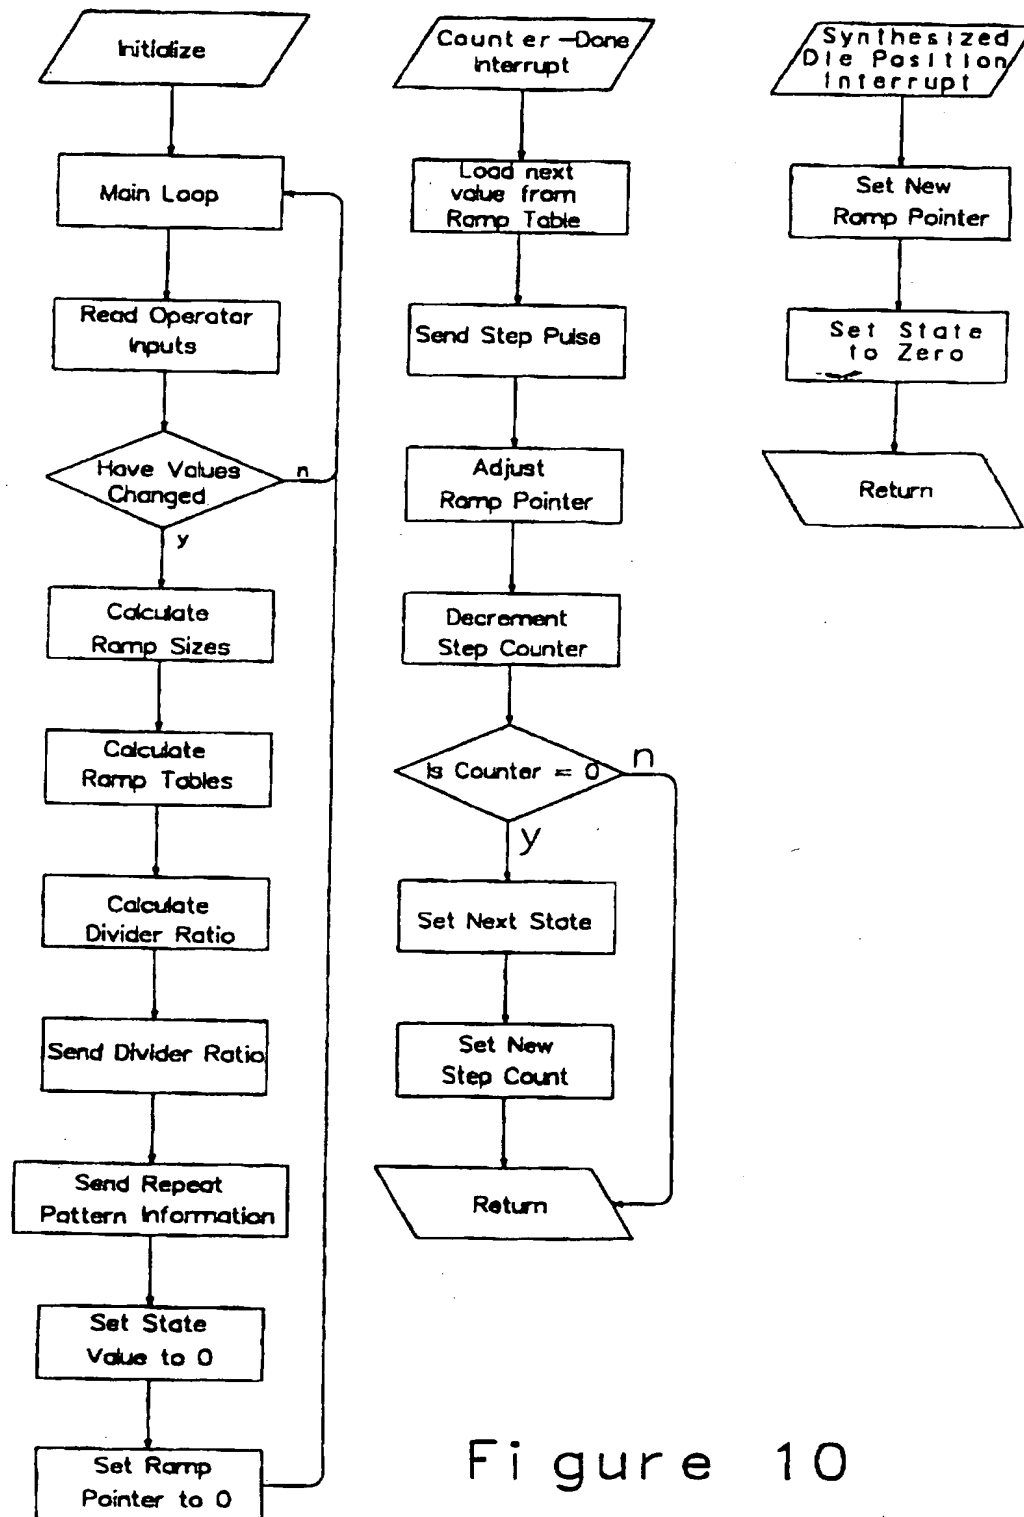 Initialize
Main Loop
Read Operator
Inputs
Have Values
Changed
n
y
Calculate
Ramp Sizes
Calculate
Ramp Tables
Calculate
Divider Ratio
Send Divider Ratio
Send Repeat
Pattern Information
Set State
Value to 0
Set Ramp
Pointer to 0
Counter-Done
Interrupt
Load next
value from
Ramp Table
Send Step Pulse
Adjust
Ramp Pointer
Decrement
Step Counter
Is Counter = 0
n
y
Set Next State
Set New
Step Count
Return
Synthesized
Die Position
Interrupt
Set New
Ramp Pointer
Set State
to Zero
Return
Figure 10